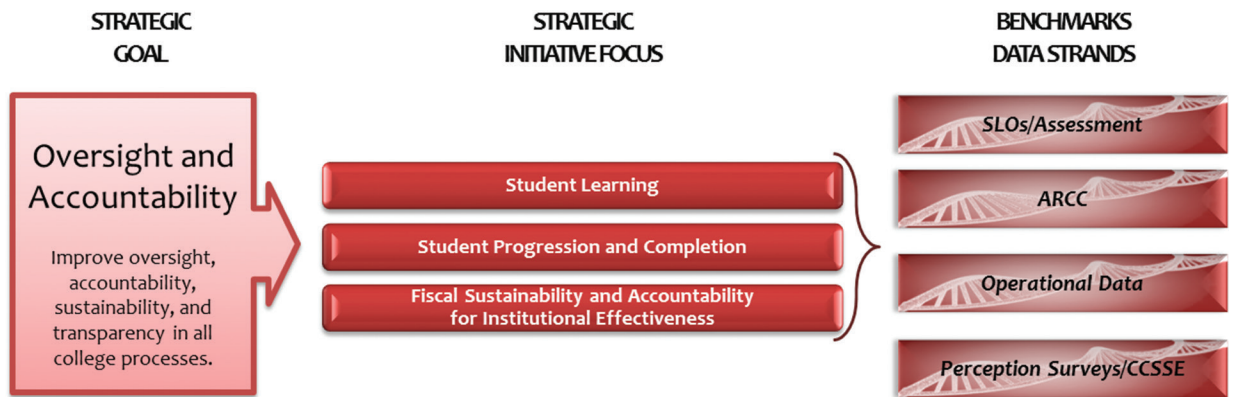 STRATEGIC
GOAL
STRATEGIC
INITIATIVE FOCUS
BENCHMARKS
DATA STRANDS
Oversight and
Accountability
Improve oversight,
accountability,
sustainability, and
transparency in all
college processes.
Student Learning
Student Progression and Completion
Fiscal Sustainability and Accountability
for Institutional Effectiveness
SLOs/Assessment
ARCC
Operational Data
Perception Surveys/CCSSE